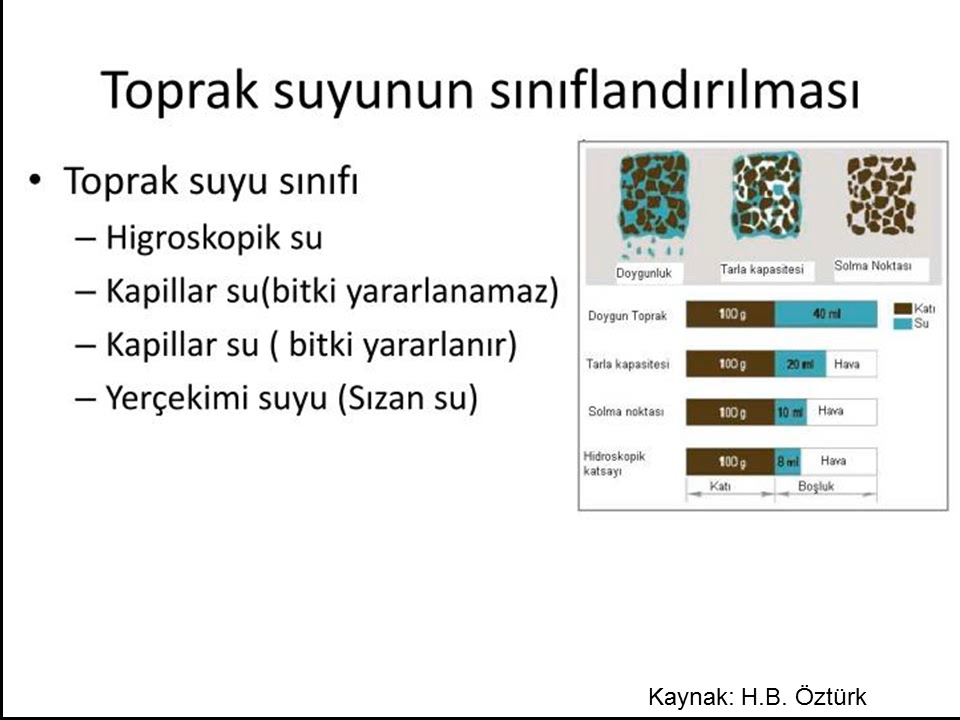 Toprak suyunun sınıflandırılması
• Toprak suyu sınıfı
– Higroskopik su
– Kapillar su(bitki yararlanamaz)
– Kapillar su ( bitki yararlanır)
– Yerçekimi suyu (Sızan su)
Doygunluk Tarla kapasitesi Solma Noktası
Doygun Toprak 100 g 40 ml
Katı
Su
Tarla kapasitesi 100 g 20 ml Hava
Solma noktası 100 g 10 ml Hava
Hidroskopik
katsayı
100 g 8 ml Hava
Katı Boşluk
Kaynak: H.B. Öztürk